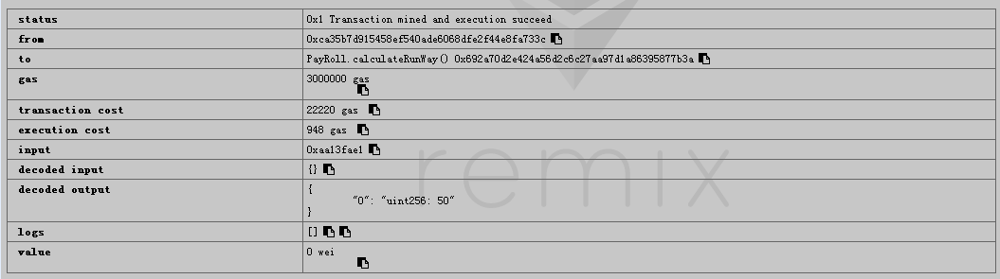 status 0x1 Transaction mined and execution succeed
from 0xca35b7d915458ef540ade6068dfe2f44e8fa733c
to PayRoll.calculateRunWay() 0x692a70d2e424a56d2c6c27aa97d1a86395877b3a
gas 3000000 gas
transaction cost 22220 gas
execution cost 948 gas
input 0xaa13fae1
decoded input {}
decoded output {
"0": "uint256: 50"
}
logs []
value 0 wei
remix